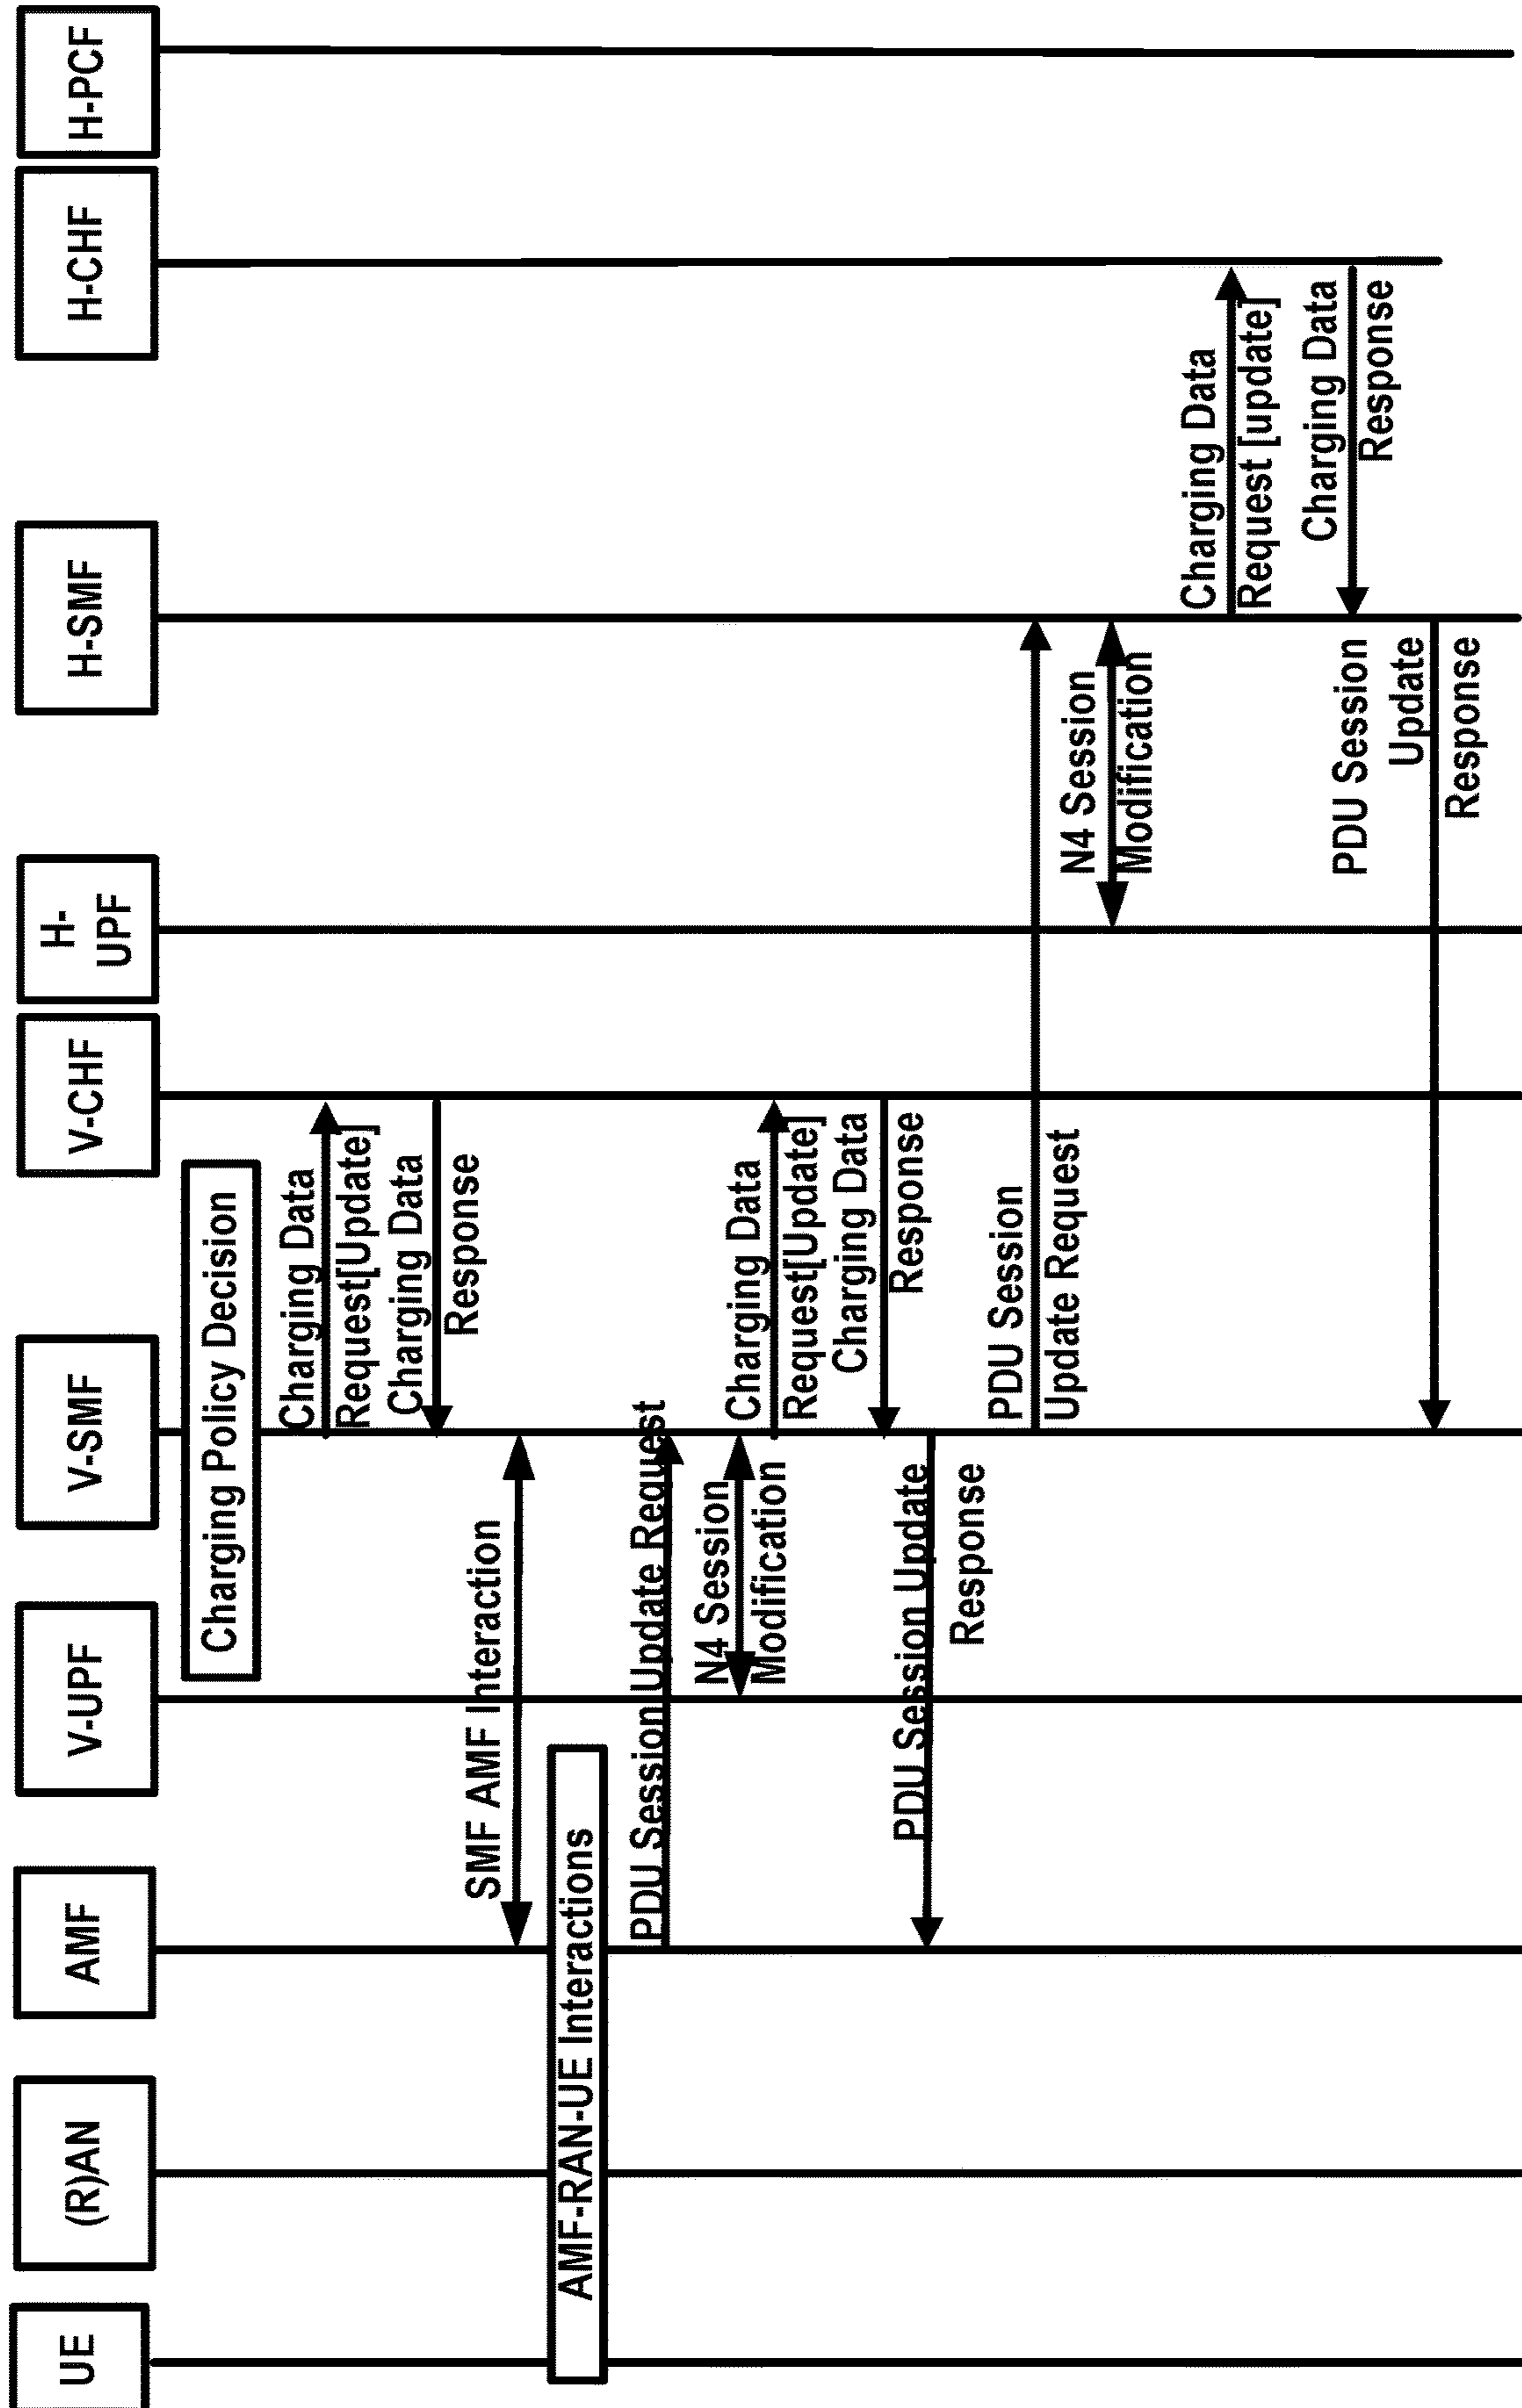 UE
(R)AN
AMF
V-UPF
V-SMF
V-CHF
H-
UPF
H-SMF
H-CHF
H-PCF
Charging Policy Decision
Charging Data
Request[Update]
Charging Data
Response
SMF AMF Interaction
AMF-RAN-UE Interactions
PDU Session Update Request
N4 Session
Modification
Charging Data
Request[Update]
Charging Data
Response
PDU Session Update
Response
PDU Session
Update Request
N4 Session
Modification
Charging Data
Request [update]
Charging Data
Response
PDU Session
Update
Response